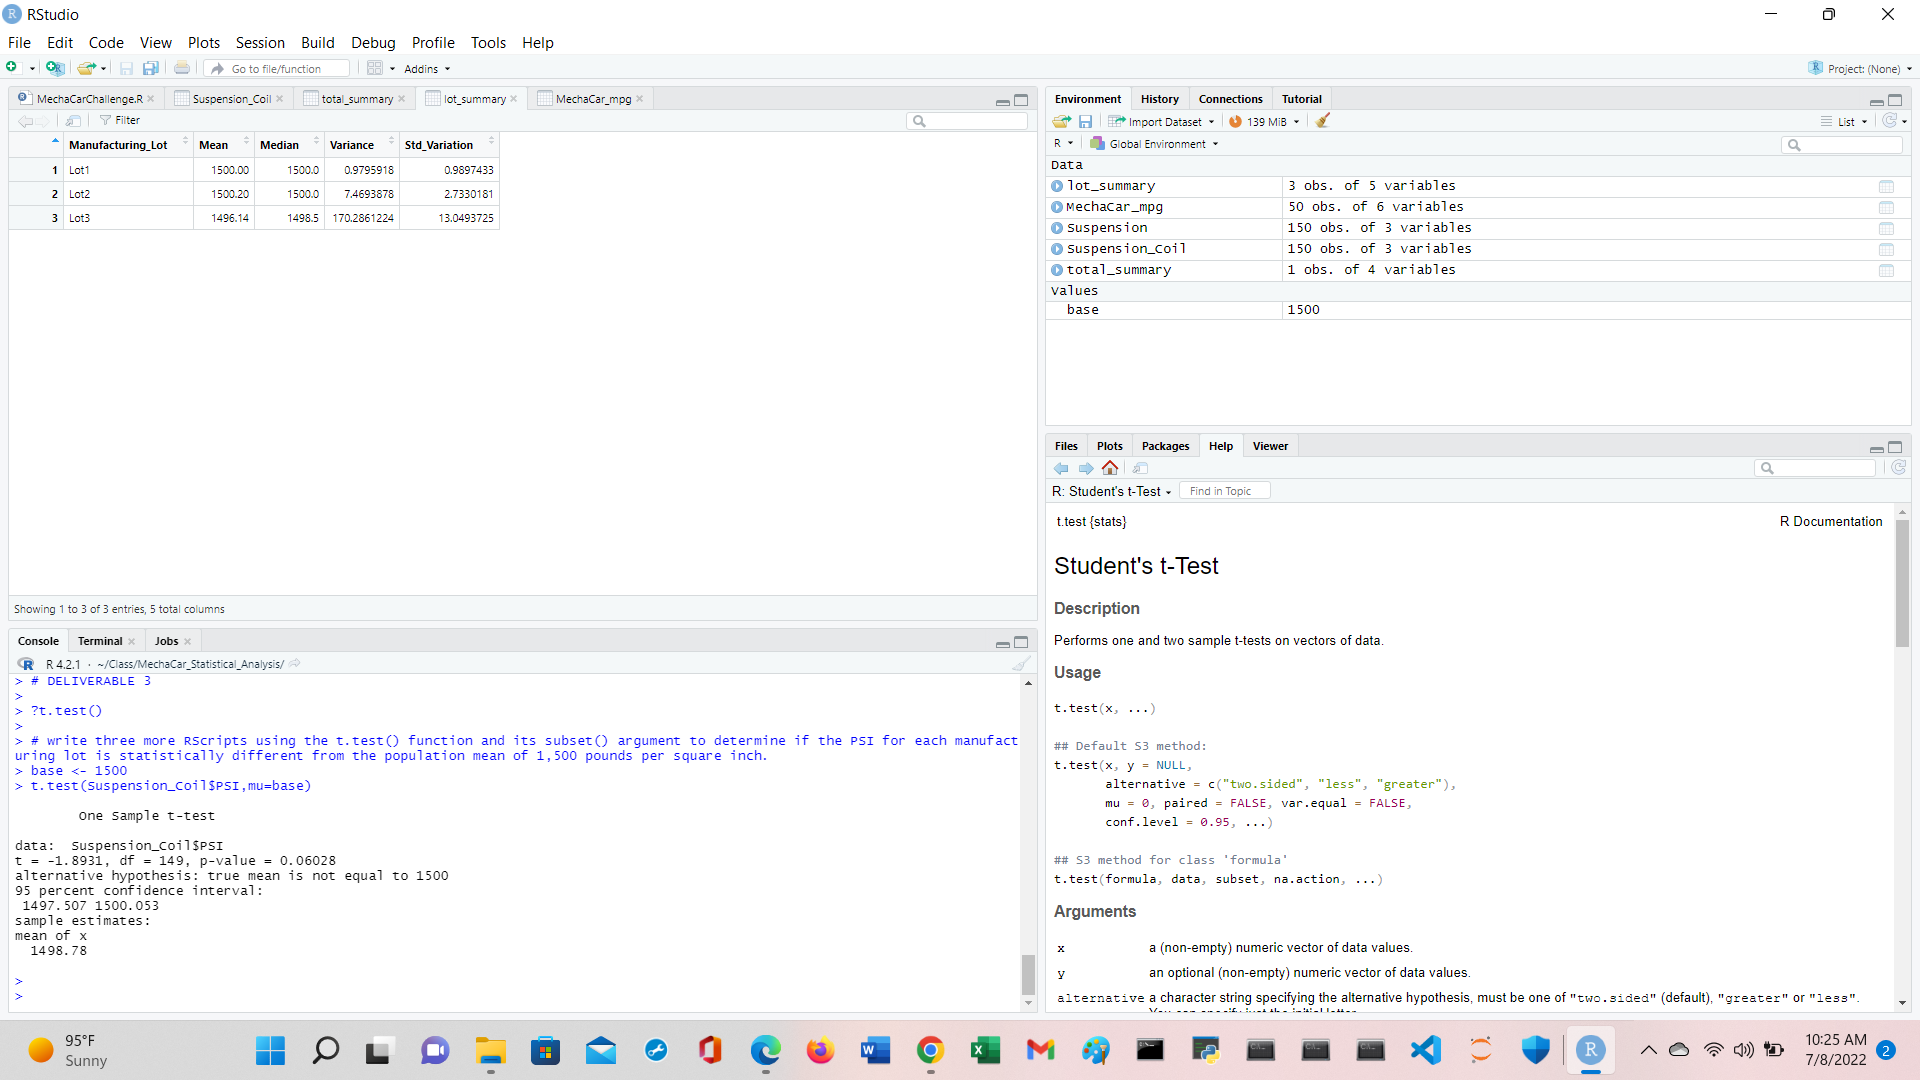 RStudio
File Edit Code View Plots Session Build Debug Profile Tools Help
Go to file/function Addins Project: (None)
MechaCarChallenge.R Suspension_Coil total_summary lot_summary MechaCar_mpg
Filter
Manufacturing_Lot Mean Median Variance Std_Variation
1 Lot1 1500.00 1500.0 0.9795918 0.9897433
2 Lot2 1500.20 1500.0 7.4693878 2.7330181
3 Lot3 1496.14 1498.5 170.2861224 13.0493725
Showing 1 to 3 of 3 entries, 5 total columns
Console Terminal Jobs
R 4.2.1 · ~/Class/MechaCar_Statistical_Analysis/
> # DELIVERABLE 3
>
> ?t.test()
>
> # write three more RScripts using the t.test() function and its subset() argument to determine if the PSI for each manufact
uring lot is statistically different from the population mean of 1,500 pounds per square inch.
> base <- 1500
> t.test(Suspension_Coil$PSI,mu=base)
One Sample t-test
data: Suspension_Coil$PSI
t = -1.8931, df = 149, p-value = 0.06028
alternative hypothesis: true mean is not equal to 1500
95 percent confidence interval:
1497.507 1500.053
sample estimates:
mean of x
1498.78
>
>
Environment History Connections Tutorial
Import Dataset 139 MiB List
R Global Environment
Data
lot_summary 3 obs. of 5 variables
MechaCar_mpg 50 obs. of 6 variables
Suspension 150 obs. of 3 variables
Suspension_Coil 150 obs. of 3 variables
total_summary 1 obs. of 4 variables
Values
base 1500
Files Plots Packages Help Viewer
R: Student's t-Test Find in Topic
t.test {stats} R Documentation
Student's t-Test
Description
Performs one and two sample t-tests on vectors of data.
Usage
t.test(x, ...)
## Default S3 method:
t.test(x, y = NULL,
alternative = c("two.sided", "less", "greater"),
mu = 0, paired = FALSE, var.equal = FALSE,
conf.level = 0.95, ...)
## S3 method for class 'formula'
t.test(formula, data, subset, na.action, ...)
Arguments
x a (non-empty) numeric vector of data values.
y an optional (non-empty) numeric vector of data values.
alternative a character string specifying the alternative hypothesis, must be one of "two.sided" (default), "greater" or "less".
You can specify just the initial letter.
95°F
Sunny
10:25 AM
7/8/2022
2